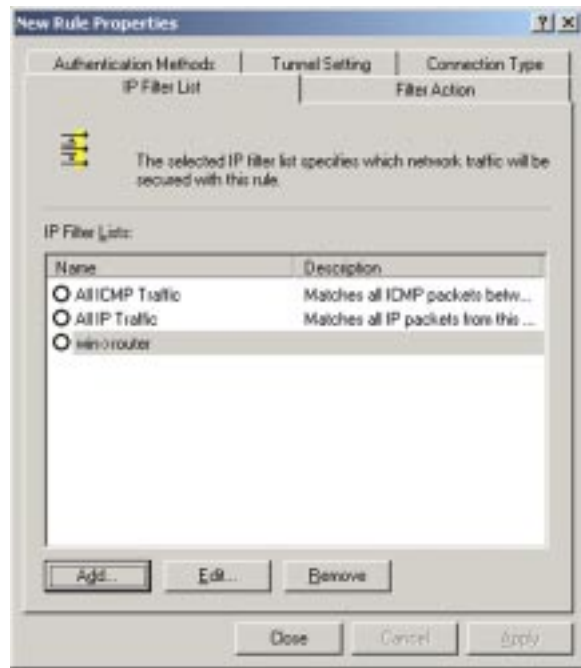 New Rule Properties
Authentication Methods Tunnel Setting Connection Type
IP Filter List Filter Action
The selected IP filter list specifies which network traffic will be
secured with this rule.
IP Filter Lists:
Name Description
All ICMP Traffic Matches all ICMP packets betw...
All IP Traffic Matches all IP packets from this ...
win->router
Add... Edit... Remove
Close Cancel Apply